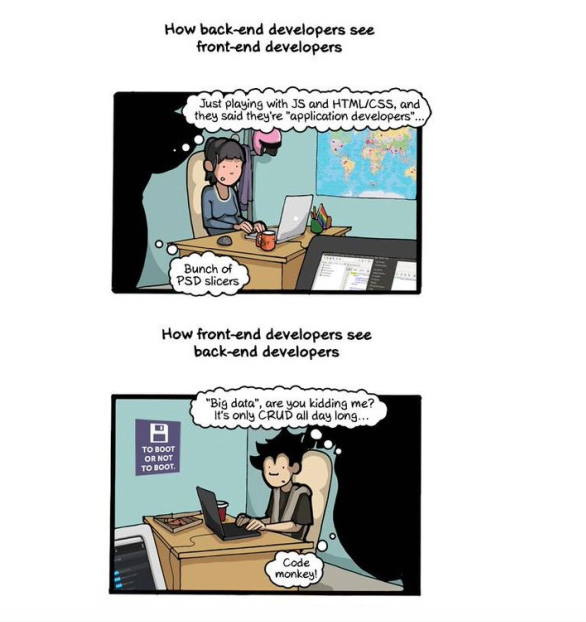 How back-end developers see
front-end developers
Just playing with JS and HTML/CSS, and
they said they're "application developers"...
Bunch of
PSD slicers
How front-end developers see
back-end developers
"Big data", are you kidding me?
It's only CRUD all day long...
TO BOOT
OR NOT
TO BOOT.
Code
monkey!